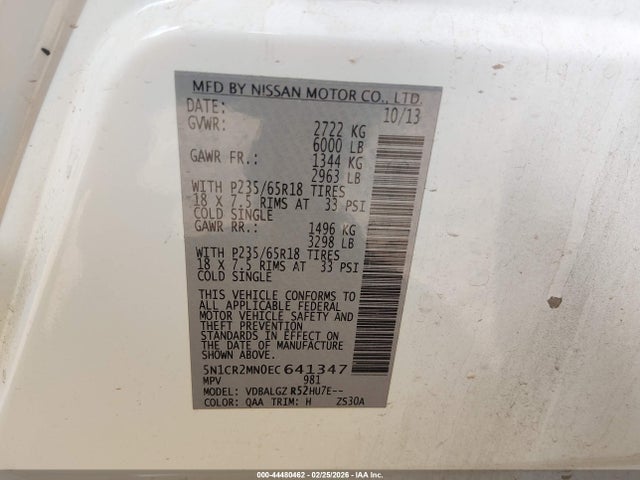 MFD BY NISSAN MOTOR CO., LTD.
DATE: 10/13
GVWR: 2722 KG
6000 LB
GAWR FR.: 1344 KG
2963 LB
WITH P235/65R18 TIRES
18 X 7.5 RIMS AT 33 PSI
COLD SINGLE
GAWR RR.: 1496 KG
3298 LB
WITH P235/65R18 TIRES
18 X 7.5 RIMS AT 33 PSI
COLD SINGLE
THIS VEHICLE CONFORMS TO
ALL APPLICABLE FEDERAL
MOTOR VEHICLE SAFETY AND
THEFT PREVENTION
STANDARDS IN EFFECT ON
THE DATE OF MANUFACTURE
SHOWN ABOVE.
5N1CR2MN0EC641347
MPV 981
MODEL: VDBALGZ R52HU7E--
COLOR: QAA TRIM: H ZS30A
000-44480462 - 02/25/2026 - IAA Inc.